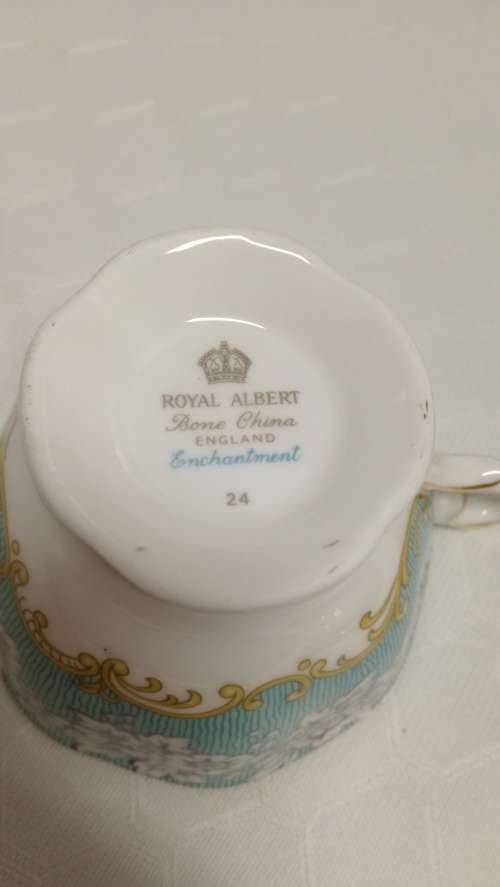 ROYAL ALBERT
Bone China
ENGLAND
Enchantment
24